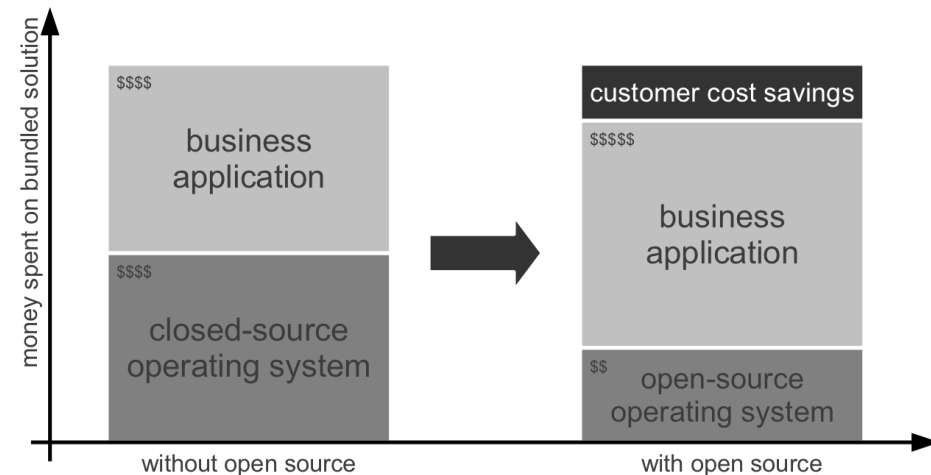 money spent on bundled solution
$$$$
business
application
$$$$
closed-source
operating system
customer cost savings
$$$$$
business
application
$$
open-source
operating system
without open source
with open source